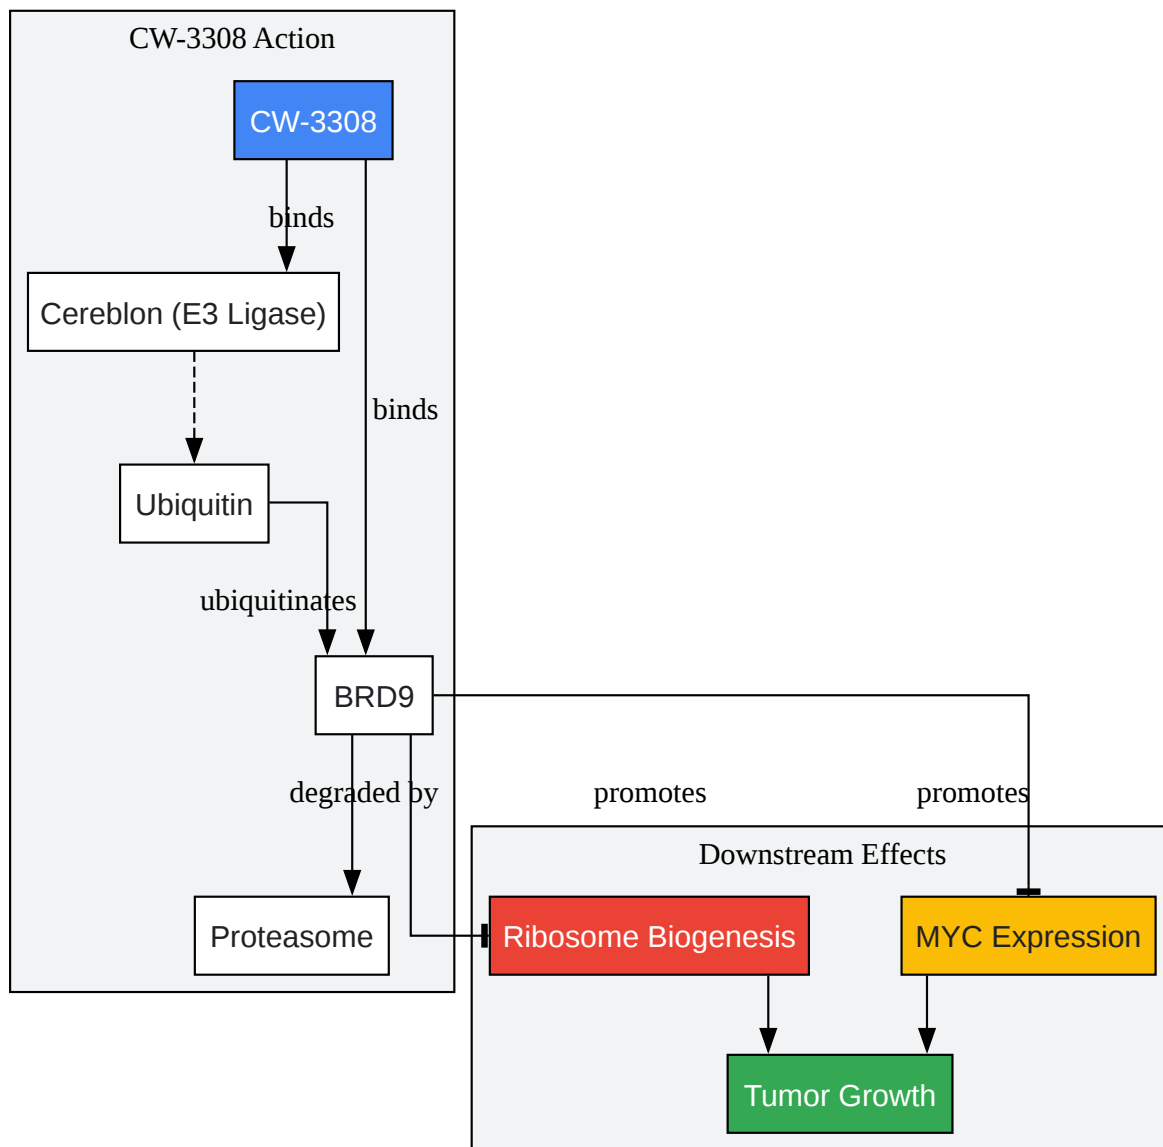 CW-3308 Action
CW-3308
binds
Cereblon (E3 Ligase)
binds
Ubiquitin
ubiquitinates
BRD9
degraded by
promotes
promotes
Downstream Effects
Proteasome
Ribosome Biogenesis
MYC Expression
Tumor Growth